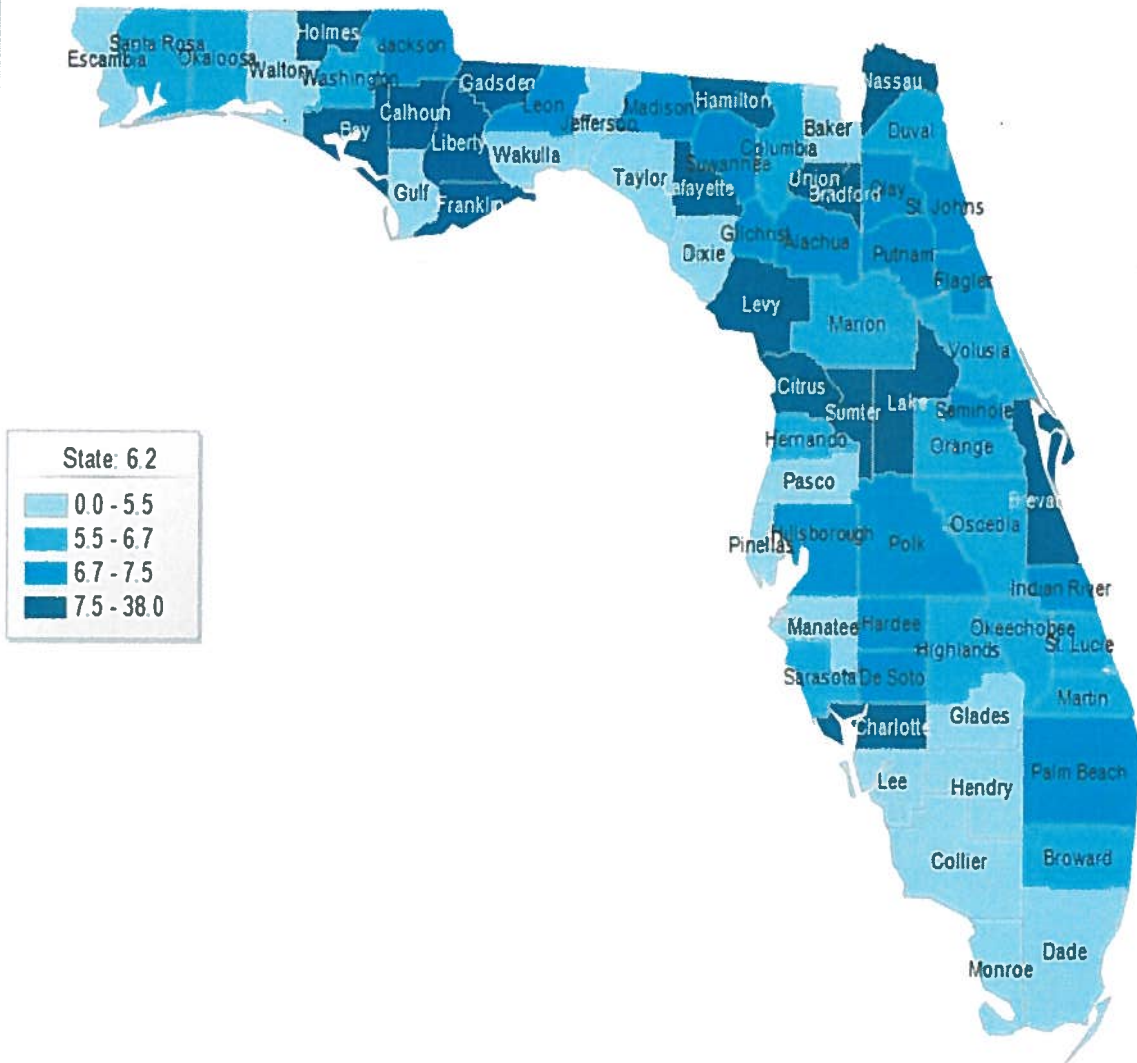 Holmes
Jackson
Santa Rosa
Escambia
Okaloosa
Walton
Washington
Gadsden
Nassau
Calhoun
Leon
Madison
Hamilton
Jefferson
Bay
Liberty
Baker
Duval
Wakulla
Columbia
Suwannea
Taylor
Lafayette
Union
Bradford
Clay
Gulf
Franklin
St. Johns
Gilchrist
Alachua
Dixie
Putnam
Flagler
Levy
Marion
Volusia
Citrus
Sumter
Lake
Seminole
Hernando
Orange
State: 6.2
0.0 - 5.5
5.5 - 6.7
6.7 - 7.5
7.5 - 38.0
Pasco
Brevard
Osceola
Hillsborough
Polk
Pinellas
Indian River
Manatee
Hardee
Okeechobee
Highlands
St. Lucie
Sarasota
De Soto
Martin
Charlotte
Glades
Palm Beach
Lee
Hendry
Collier
Broward
Dade
Monroe